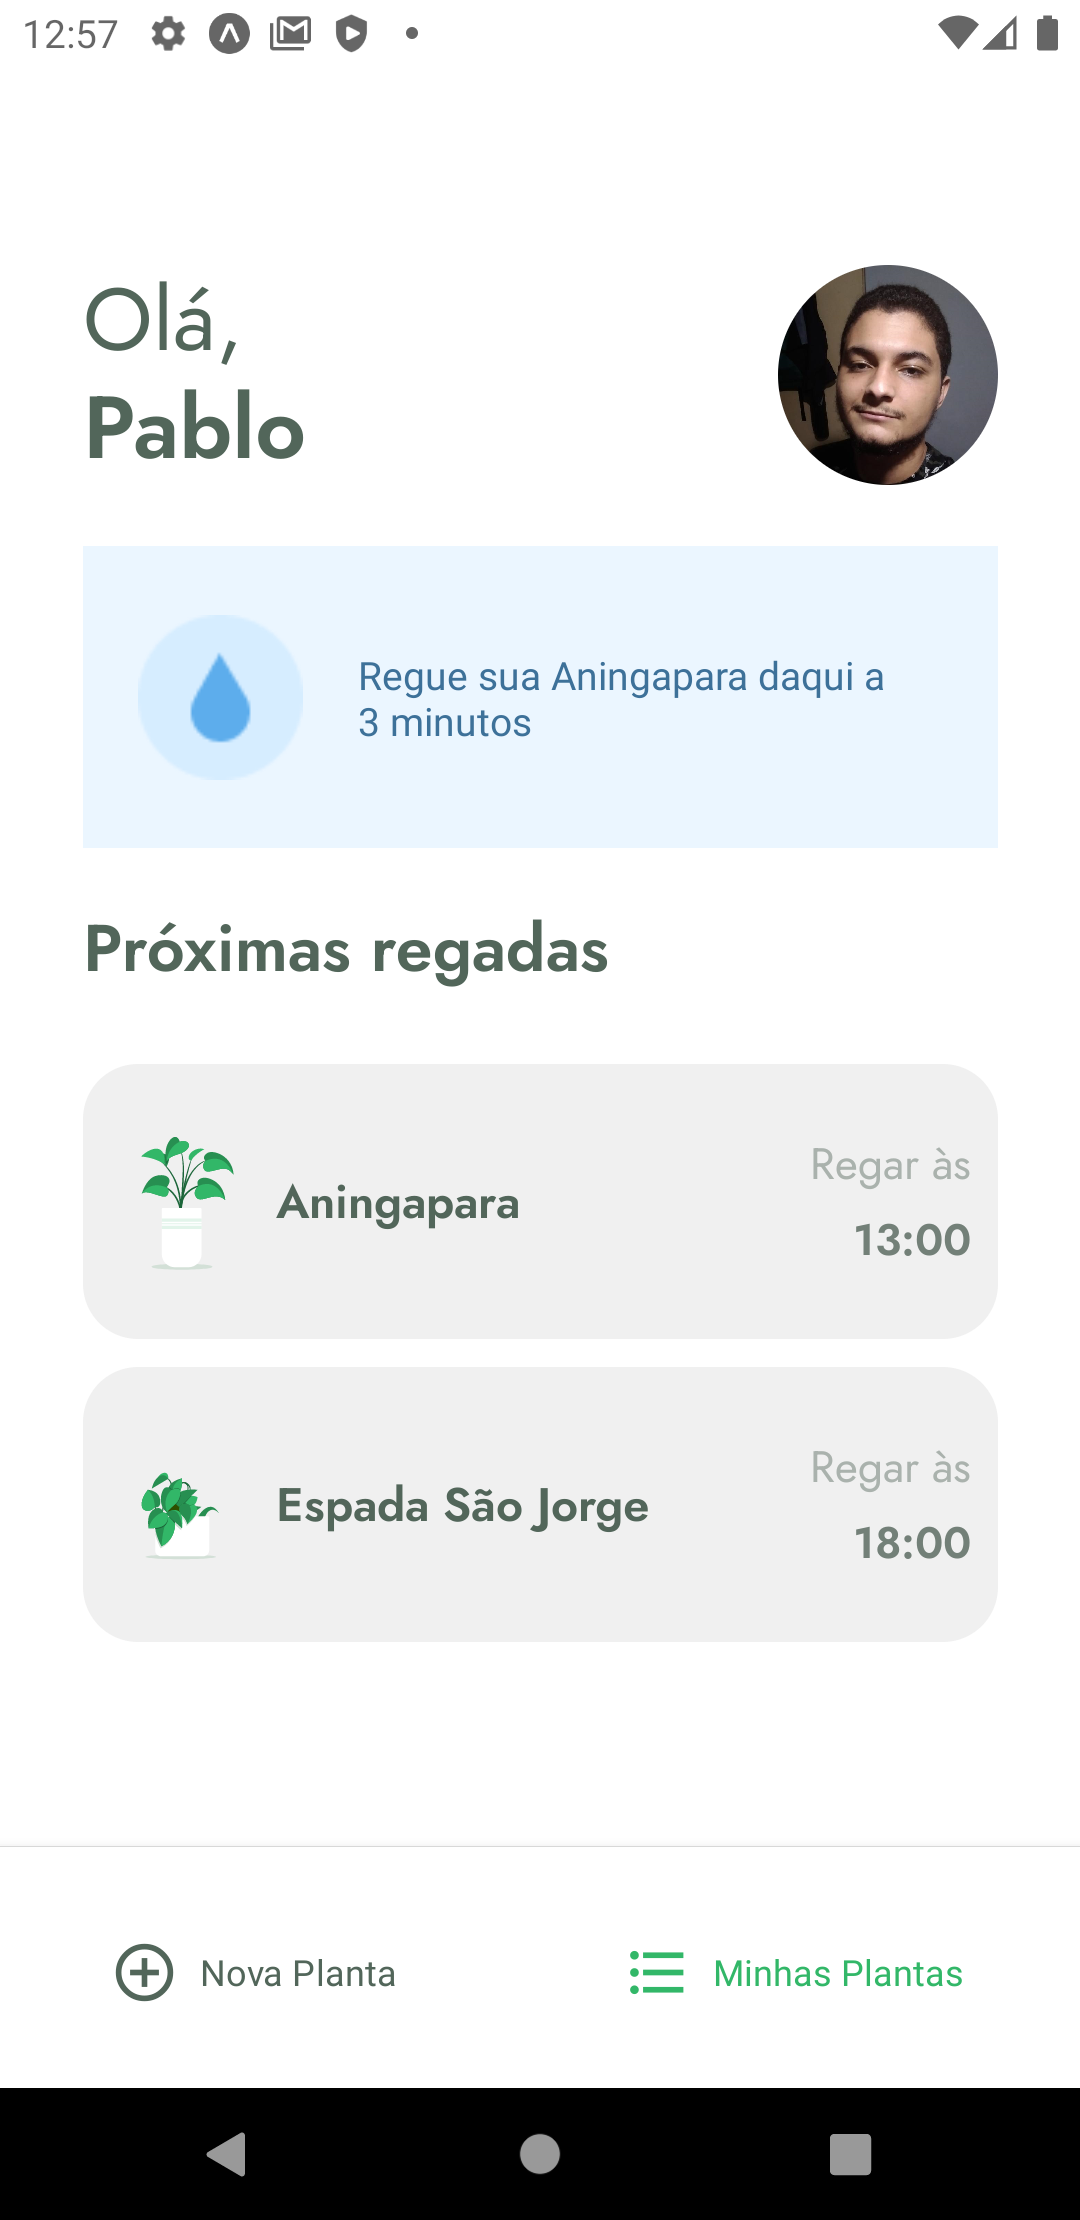 12:57
Olá,
Pablo
Regue sua Aningapara daqui a
3 minutos
Próximas regadas
Aningapara
Regar às
13:00
Espada São Jorge
Regar às
18:00
Nova Planta
Minhas Plantas